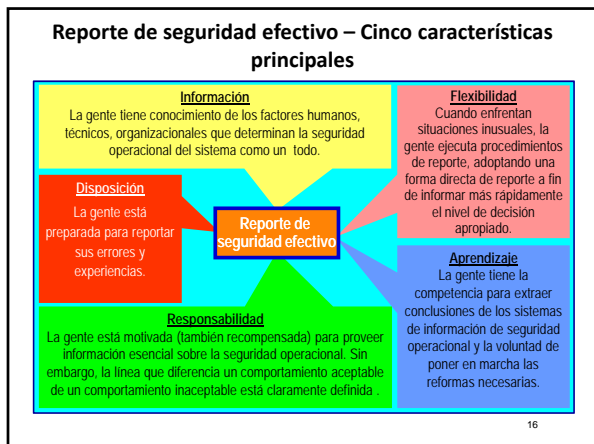 Reporte de seguridad efectivo – Cinco características
principales
Información
La gente tiene conocimiento de los factores humanos,
técnicos, organizacionales que determinan la seguridad
operacional del sistema como un todo.
Flexibilidad
Cuando enfrentan
situaciones inusuales, la
gente ejecuta procedimientos
de reporte, adoptando una
forma directa de reporte a fin
de informar más rápidamente
el nivel de decisión
apropiado.
Disposición
La gente está
preparada para reportar
sus errores y
experiencias.
Reporte de
seguridad efectivo
Aprendizaje
La gente tiene la
competencia para extraer
conclusiones de los sistemas
de información de seguridad
operacional y la voluntad de
poner en marcha las
reformas necesarias.
Responsabilidad
La gente está motivada (también recompensada) para proveer
información esencial sobre la seguridad operacional. Sin
embargo, la línea que diferencia un comportamiento aceptable
de un comportamiento inaceptable está claramente definida .
16